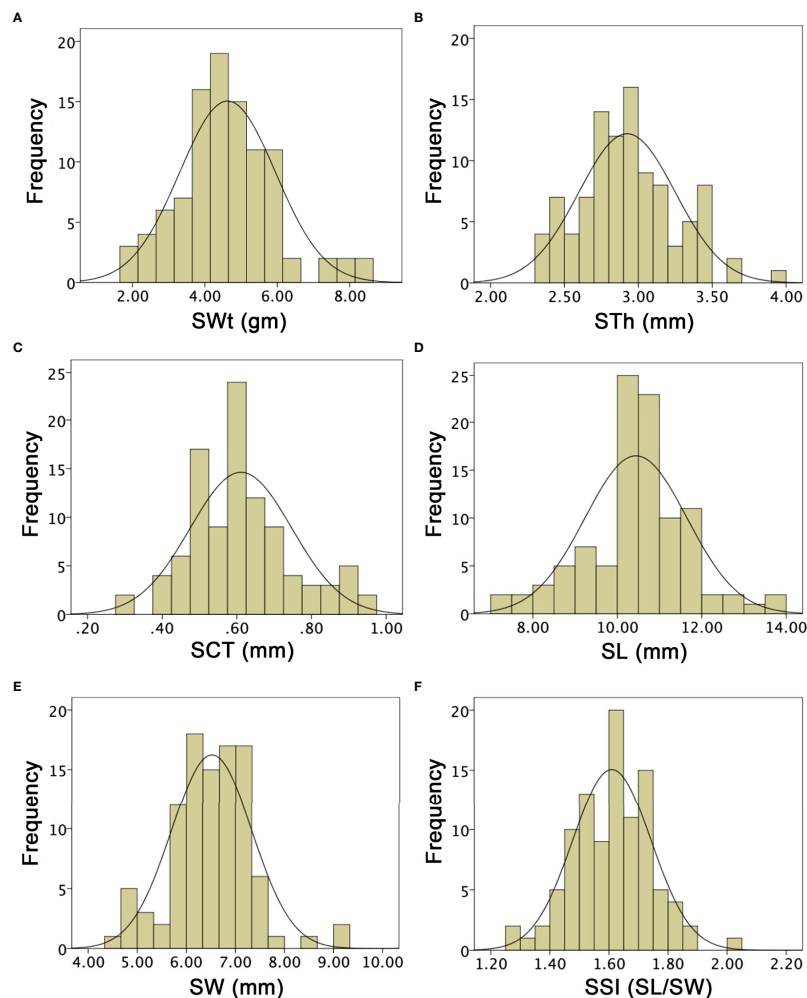 A
B
20
15
10
5
0
Frequency
2.00 4.00 6.00 8.00
SWt (gm)
20
15
10
5
0
Frequency
2.00 2.50 3.00 3.50 4.00
STh (mm)
C
D
25
20
15
10
5
0
Frequency
.20 .40 .60 .80 1.00
SCT (mm)
25
20
15
10
5
0
Frequency
8.00 10.00 12.00 14.00
SL (mm)
E
F
20
15
10
5
0
Frequency
4.00 5.00 6.00 7.00 8.00 9.00 10.00
SW (mm)
20
15
10
5
0
Frequency
1.20 1.40 1.60 1.80 2.00 2.20
SSI (SL/SW)